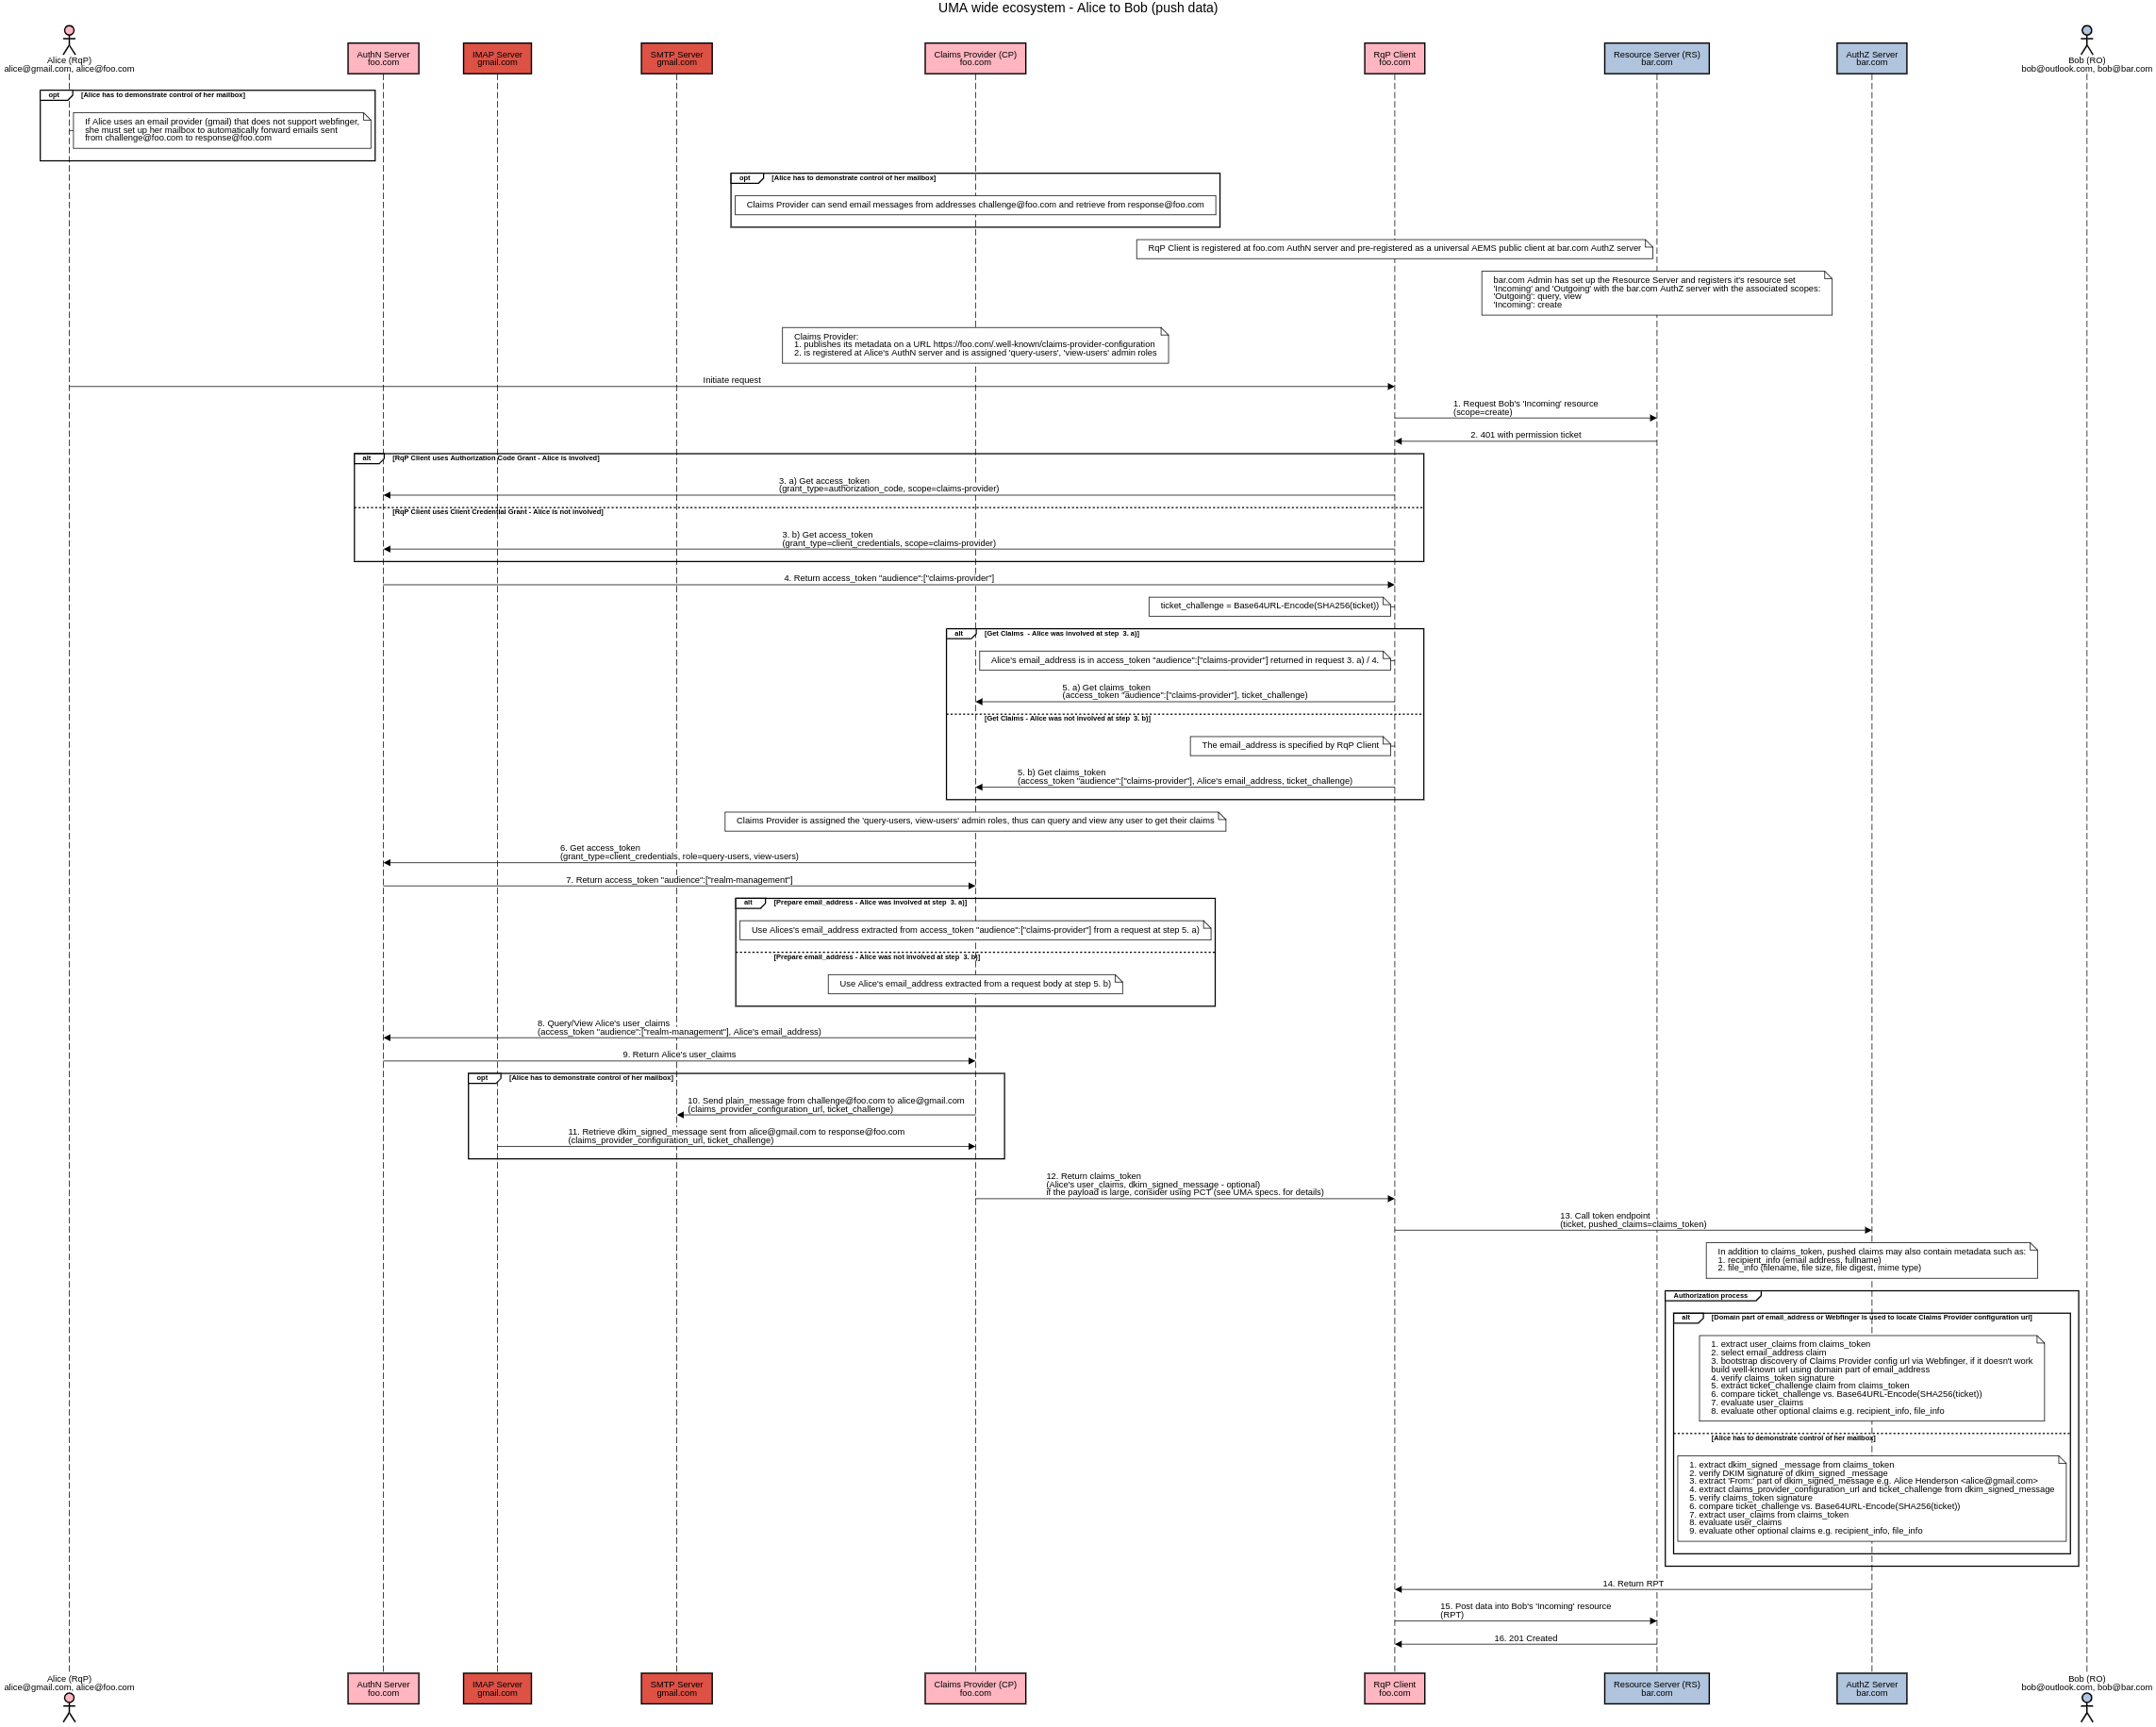 UMA wide ecosystem - Alice to Bob (push data)
Alice (RqP)
alice@gmail.com, alice@foo.com
AuthN Server
foo.com
IMAP Server
gmail.com
SMTP Server
gmail.com
Claims Provider (CP)
foo.com
RqP Client
foo.com
Resource Server (RS)
bar.com
AuthZ Server
bar.com
Bob (RO)
bob@outlook.com, bob@bar.com
opt [Alice has to demonstrate control of her mailbox]
If Alice uses an email provider (gmail) that does not support webfinger,
she must set up her mailbox to automatically forward emails sent
from challenge@foo.com to response@foo.com
opt [Alice has to demonstrate control of her mailbox]
Claims Provider can send email messages from addresses challenge@foo.com and retrieve from response@foo.com
RqP Client is registered at foo.com AuthN server and pre-registered as a universal AEMS public client at bar.com AuthZ server
bar.com Admin has set up the Resource Server and registers it's resource set
'Incoming' and 'Outgoing' with the bar.com AuthZ server with the associated scopes:
'Outgoing': query, view
'Incoming': create
Claims Provider:
1. publishes its metadata on a URL https://foo.com/.well-known/claims-provider-configuration
2. is registered at Alice's AuthN server and is assigned 'query-users', 'view-users' admin roles
Initiate request
1. Request Bob's 'Incoming' resource
(scope=create)
2. 401 with permission ticket
alt [RqP Client uses Authorization Code Grant - Alice is involved]
3. a) Get access_token
(grant_type=authorization_code, scope=claims-provider)
[RqP Client uses Client Credential Grant - Alice is not involved]
3. b) Get access_token
(grant_type=client_credentials, scope=claims-provider)
4. Return access_token "audience":["claims-provider"]
ticket_challenge = Base64URL-Encode(SHA256(ticket))
alt [Get Claims  - Alice was involved at step  3. a)]
Alice's email_address is in access_token "audience":["claims-provider"] returned in request 3. a) / 4.
5. a) Get claims_token
(access_token "audience":["claims-provider"], ticket_challenge)
[Get Claims - Alice was not involved at step  3. b)]
The email_address is specified by RqP Client
5. b) Get claims_token
(access_token "audience":["claims-provider"], Alice's email_address, ticket_challenge)
Claims Provider is assigned the 'query-users, view-users' admin roles, thus can query and view any user to get their claims
6. Get access_token
(grant_type=client_credentials, role=query-users, view-users)
7. Return access_token "audience":["realm-management"]
alt [Prepare email_address - Alice was involved at step  3. a)]
Use Alices's email_address extracted from access_token "audience":["claims-provider"] from a request at step 5. a)
[Prepare email_address - Alice was not involved at step  3. b)]
Use Alice's email_address extracted from a request body at step 5. b)
8. Query/View Alice's user_claims
(access_token "audience":["realm-management"], Alice's email_address)
9. Return Alice's user_claims
opt [Alice has to demonstrate control of her mailbox]
10. Send plain_message from challenge@foo.com to alice@gmail.com
(claims_provider_configuration_url, ticket_challenge)
11. Retrieve dkim_signed_message sent from alice@gmail.com to response@foo.com
(claims_provider_configuration_url, ticket_challenge)
12. Return claims_token
(Alice's user_claims, dkim_signed_message - optional)
if the payload is large, consider using PCT (see UMA specs. for details)
13. Call token endpoint
(ticket, pushed_claims=claims_token)
In addition to claims_token, pushed claims may also contain metadata such as:
1. recipient_info (email address, fullname)
2. file_info (filename, file size, file digest, mime type)
Authorization process
alt [Domain part of email_address or Webfinger is used to locate Claims Provider configuration url]
1. extract user_claims from claims_token
2. select email_address claim
3. bootstrap discovery of Claims Provider config url via Webfinger, if it doesn't work
build well-known url using domain part of email_address
4. verify claims_token signature
5. extract ticket_challenge claim from claims_token
6. compare ticket_challenge vs. Base64URL-Encode(SHA256(ticket))
7. evaluate user_claims
8. evaluate other optional claims e.g. recipient_info, file_info
[Alice has to demonstrate control of her mailbox]
1. extract dkim_signed _message from claims_token
2. verify DKIM signature of dkim_signed _message
3. extract 'From:' part of dkim_signed_message e.g. Alice Henderson <alice@gmail.com>
4. extract claims_provider_configuration_url and ticket_challenge from dkim_signed_message
5. verify claims_token signature
6. compare ticket_challenge vs. Base64URL-Encode(SHA256(ticket))
7. extract user_claims from claims_token
8. evaluate user_claims
9. evaluate other optional claims e.g. recipient_info, file_info
14. Return RPT
15. Post data into Bob's 'Incoming' resource
(RPT)
16. 201 Created
Alice (RqP)
alice@gmail.com, alice@foo.com
AuthN Server
foo.com
IMAP Server
gmail.com
SMTP Server
gmail.com
Claims Provider (CP)
foo.com
RqP Client
foo.com
Resource Server (RS)
bar.com
AuthZ Server
bar.com
Bob (RO)
bob@outlook.com, bob@bar.com